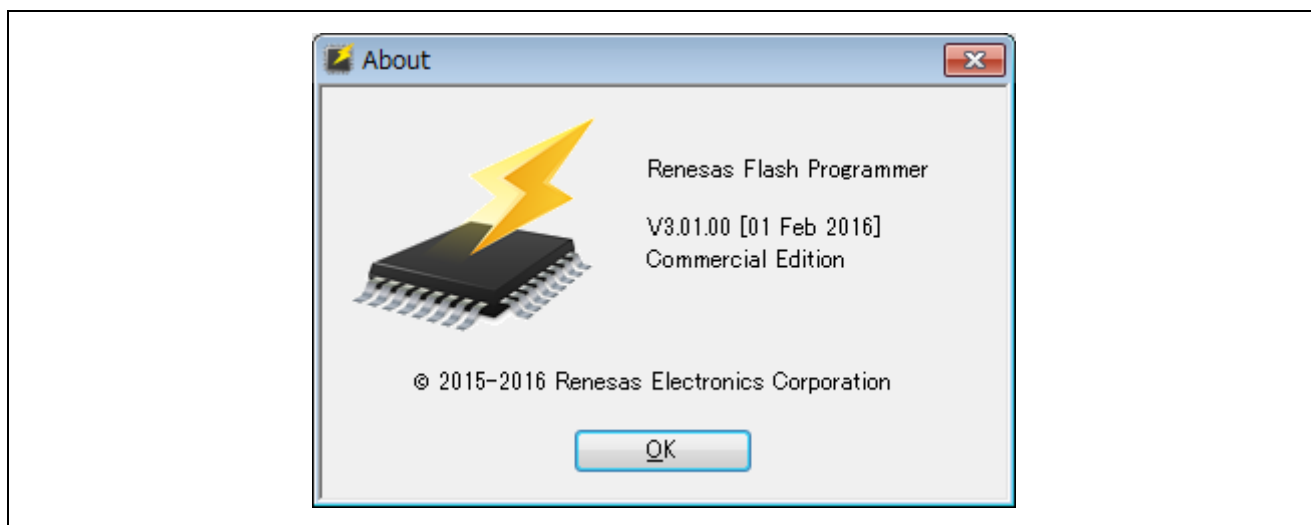 About
Renesas Flash Programmer
V3.01.00 [01 Feb 2016]
Commercial Edition
© 2015-2016 Renesas Electronics Corporation
OK